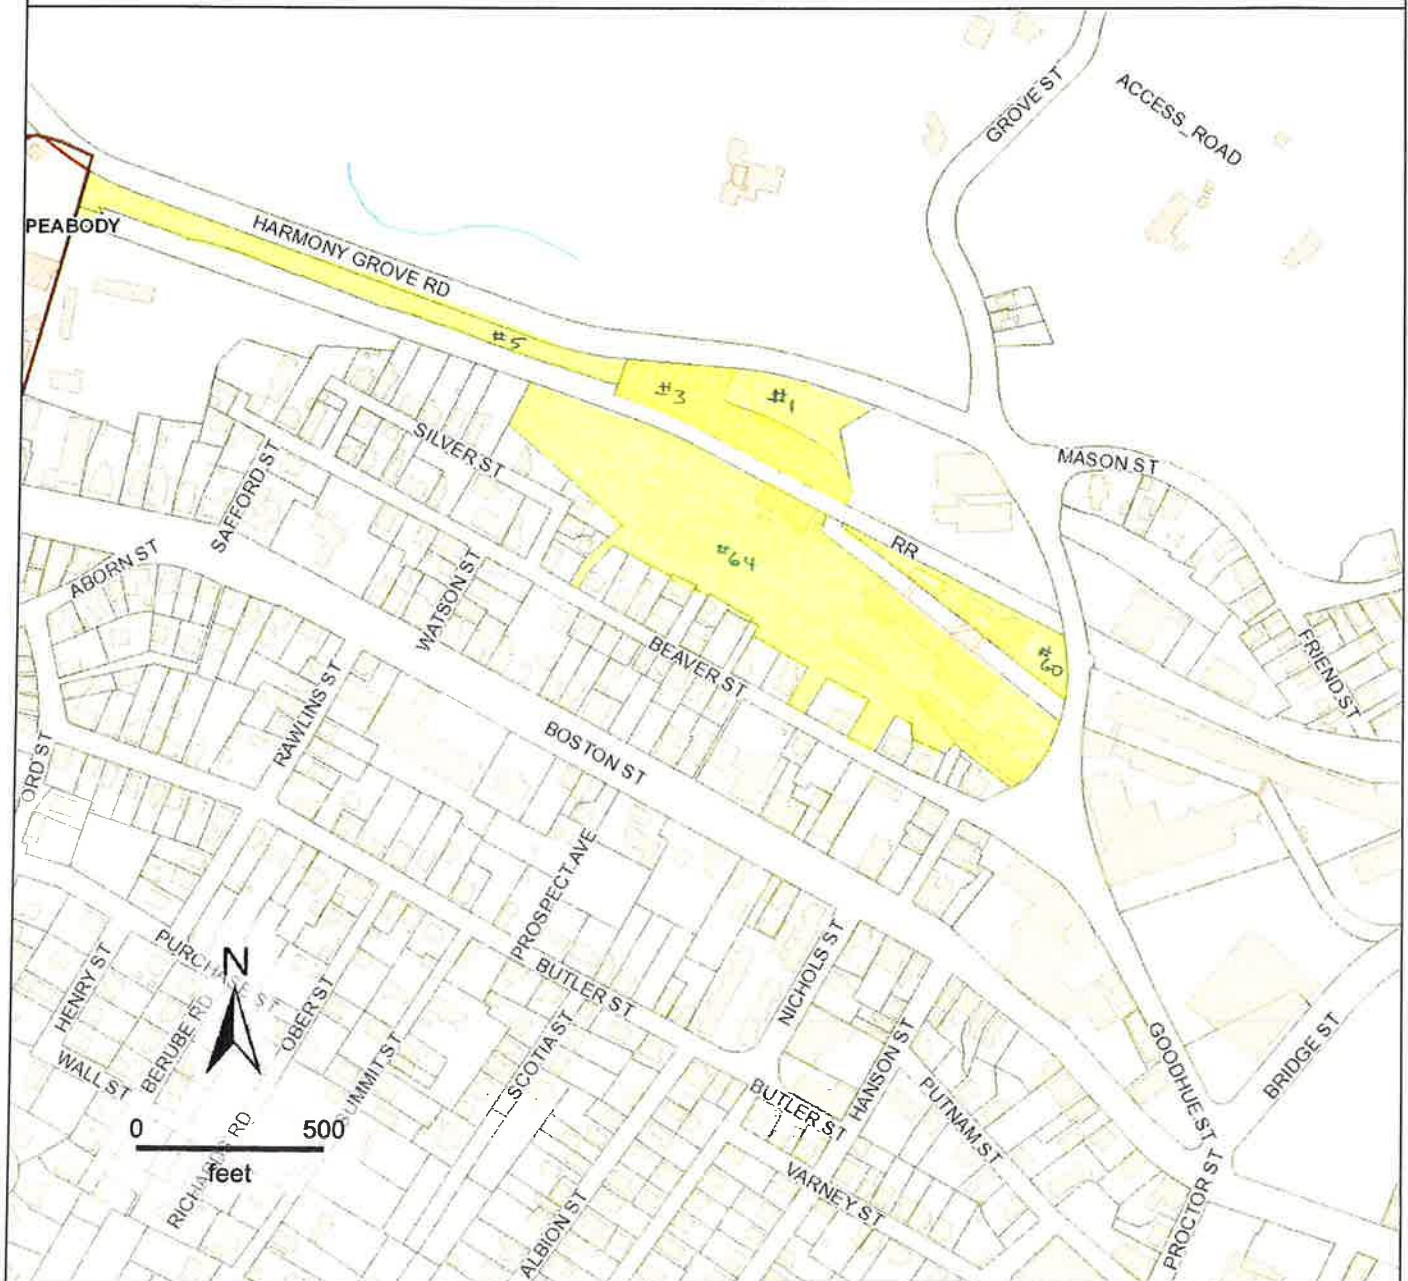 GROVE ST
ACCESS_ROAD
PEABODY
HARMONY GROVE RD
#5
#3
#1
SILVER ST
MASON ST
SAFFORD ST
RR
ABORN ST
#64
WATSON ST
BEAVER ST
#60
FRIEND ST
RAWLINS ST
BOSTON ST
ORD ST
PROSPECT AVE
PURCHASE ST
N
HENRY ST
BUTLER ST
NICHOLS ST
BERUBE RD
OBER ST
WALL ST
SUMMIT ST
SCOTIA ST
HANSON ST
GOODHUE ST
BRIDGE ST
BUTLER ST
PUTNAM ST
0 500
feet
RICHARDS RD
VARNEY ST
ALBION ST
PROCTOR ST